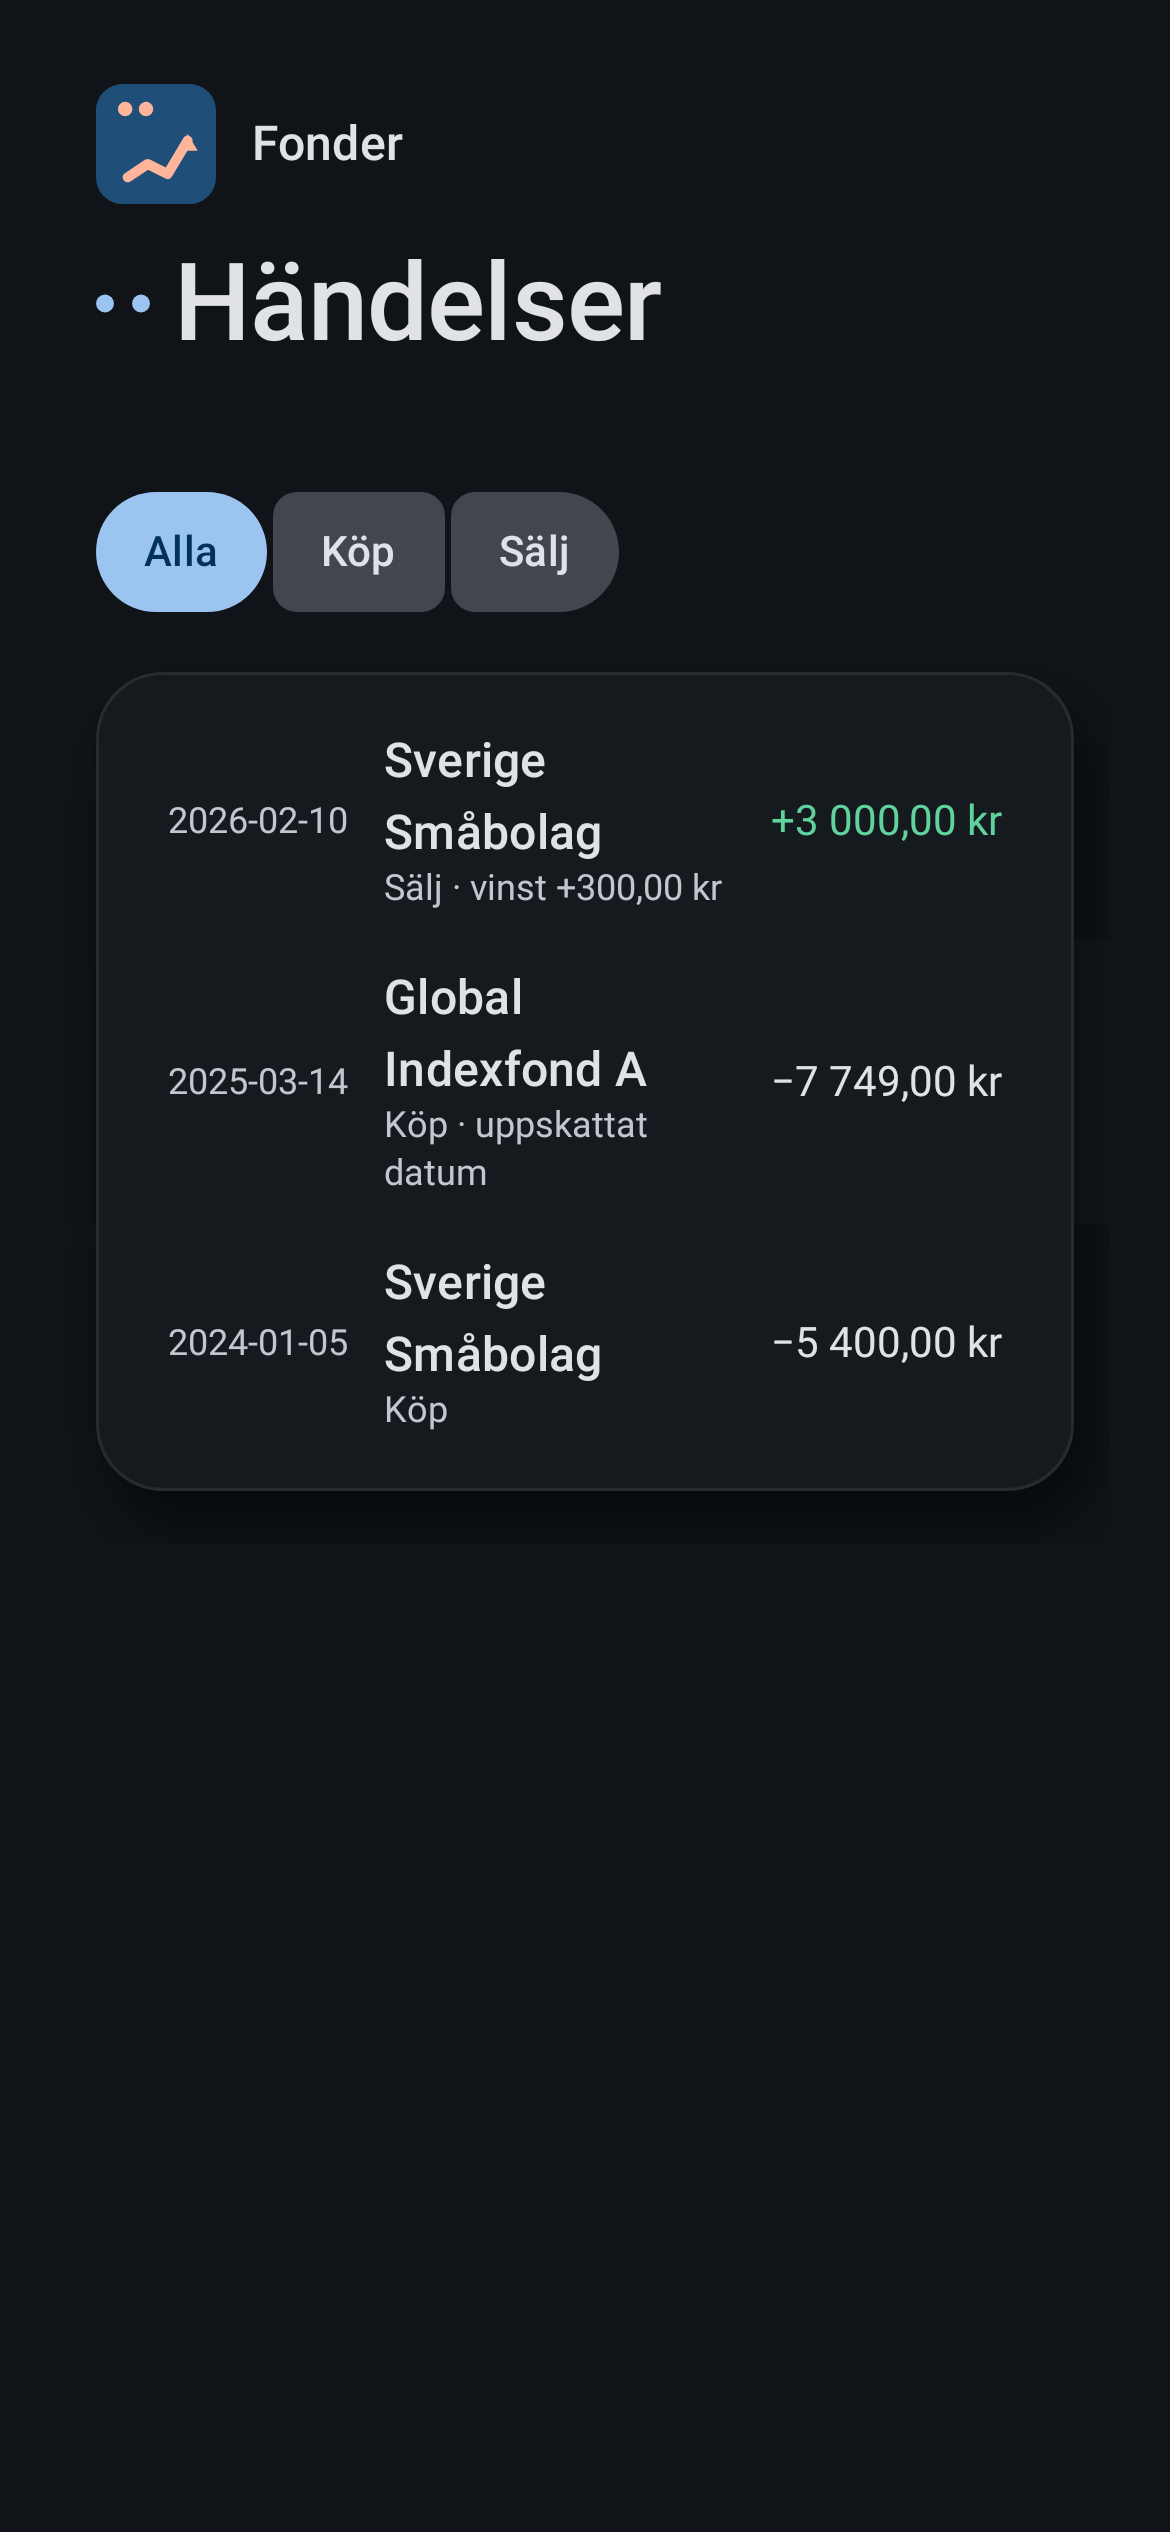 Fonder
Händelser
Alla
Köp
Sälj
2026-02-10
Sverige
Småbolag
Sälj · vinst +300,00 kr
+3 000,00 kr
2025-03-14
Global
Indexfond A
Köp · uppskattat
datum
−7 749,00 kr
2024-01-05
Sverige
Småbolag
Köp
−5 400,00 kr